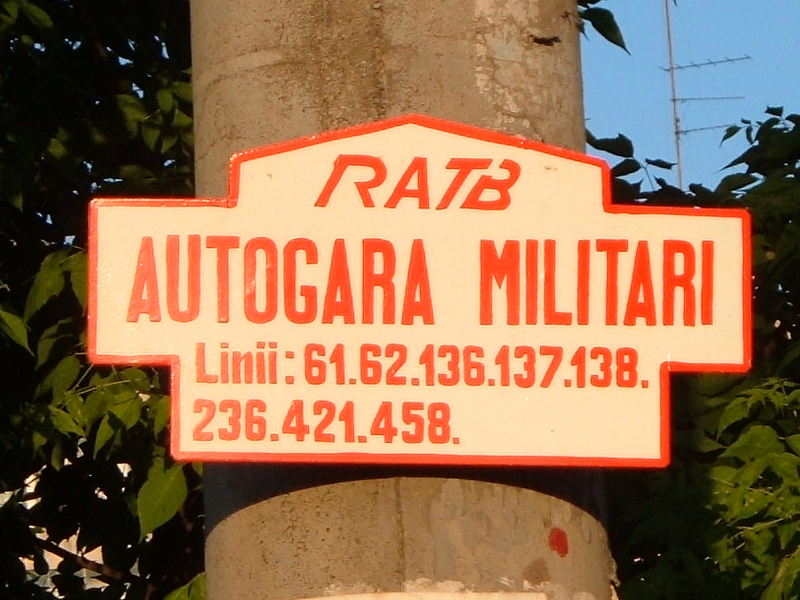 RATB
AUTOGARA MILITARI
Linii: 61.62.136.137.138.
236.421.458.